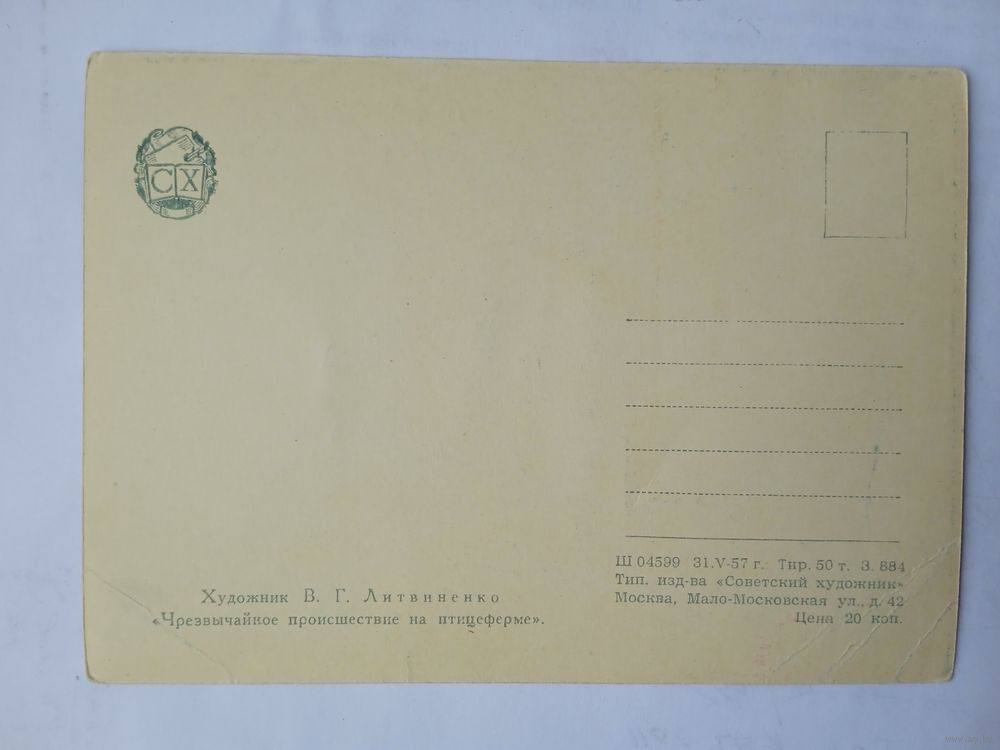 СХ
Художник В. Г. Литвиненко
«Чрезвычайное происшествие на птицеферме».
Ш 04599 31.V-57 г. Тир. 50 т. З. 884
Тип. изд-ва «Советский художник»
Москва, Мало-Московская ул., д. 42
Цена 20 коп.